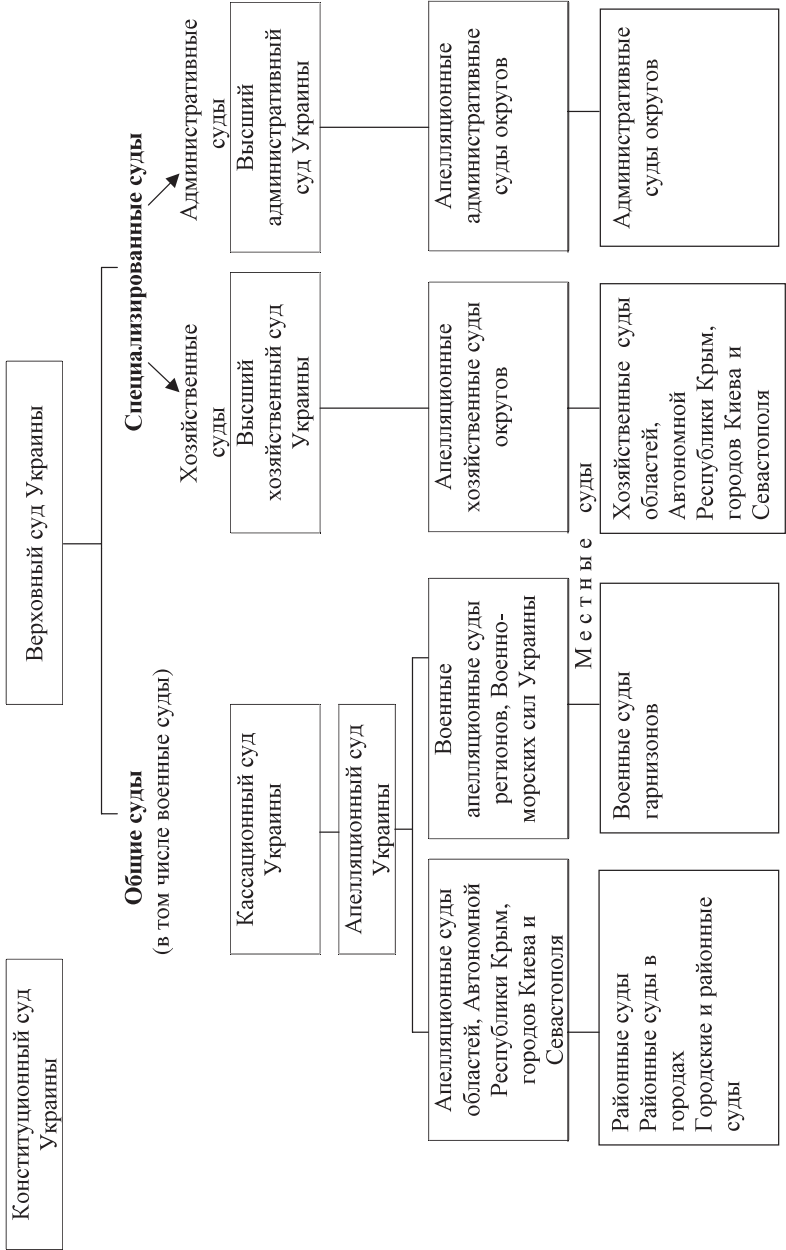 Конституционный суд
Украины
Верховный суд Украины
Общие суды
(в том числе военные суды)
Специализированные суды
Хозяйственные
суды
Административные
суды
Кассационный суд
Украины
Высший
хозяйственный суд
Украины
Высший
административный
суд Украины
Апелляционный суд
Украины
Апелляционные суды
областей, Автономной
Республики Крым,
городов Киева и
Севастополя
Военные
апелляционные суды
регионов, Военно-
морских сил Украины
Апелляционные
хозяйственные суды
округов
Апелляционные
административные
суды округов
Местные суды
Районные суды
Районные суды в
городах
Городские и районные
суды
Военные суды
гарнизонов
Хозяйственные суды
областей,
Автономной
Республики Крым,
городов Киева и
Севастополя
Административные
суды округов